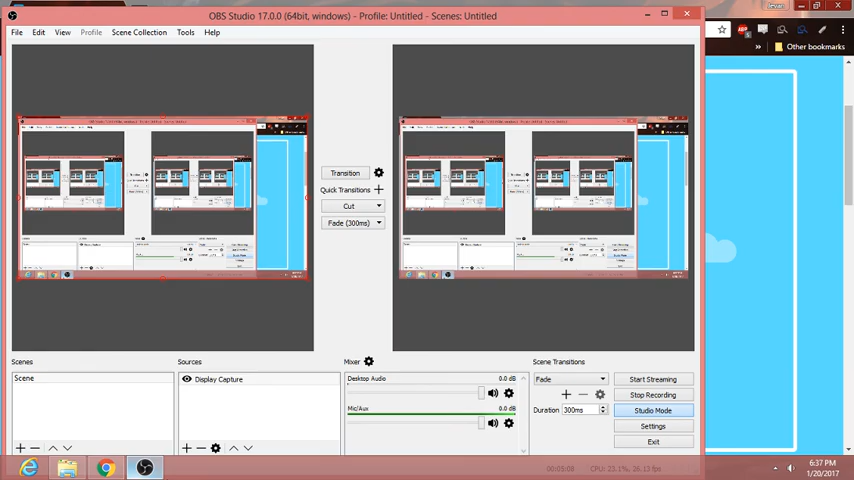 Jevan
OBS Studio 17.0.0 (64bit, windows) - Profile: Untitled - Scenes: Untitled
File Edit View Profile Scene Collection Tools Help
ABP
5
» Other bookmarks
Transition
Quick Transitions
Cut
Fade (300ms)
Scenes
Sources
Mixer
Scene Transitions
Scene
Display Capture
Desktop Audio 0.0 dB
Mic/Aux 0.0 dB
Fade
Duration 300ms
Start Streaming
Stop Recording
Studio Mode
Settings
Exit
00:05:08 CPU: 23.1%, 26.13 fps
6:37 PM
1/20/2017